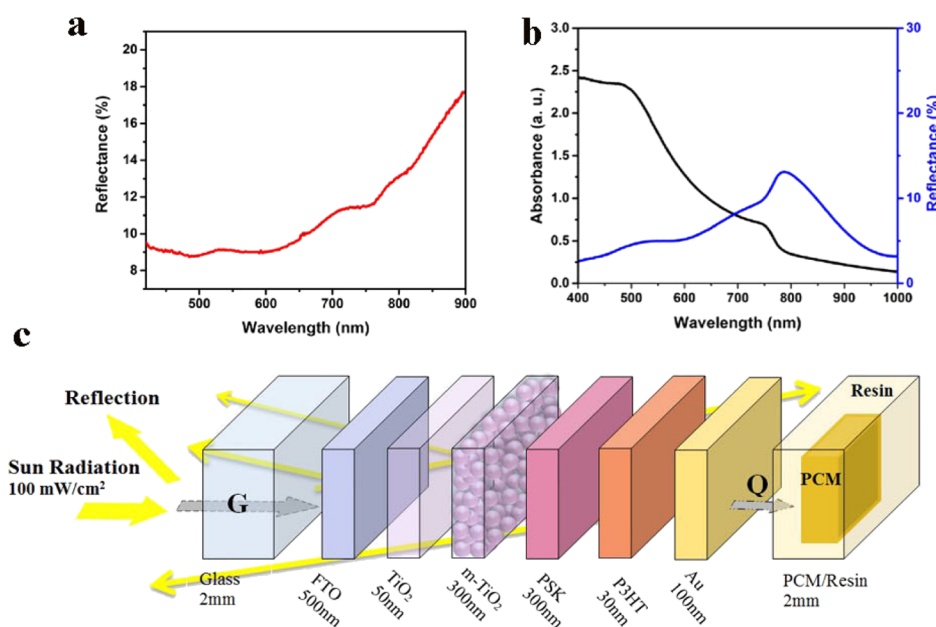 a
20
18
16
14
12
10
8
Reflectance (%)
500
600
700
800
900
Wavelength (nm)
b
3.0
2.5
2.0
1.5
1.0
0.5
0.0
Absorbance (a. u.)
30
20
10
0
Reflectance (%)
400
500
600
700
800
900
1000
Wavelength (nm)
c
Reflection
Sun Radiation
100 mW/cm²
G
Q
Resin
PCM
Glass
2mm
FTO
500nm
TiO₂
50nm
m-TiO₂
300nm
PSK
300nm
P3HT
30nm
Au
100nm
PCM/Resin
2mm